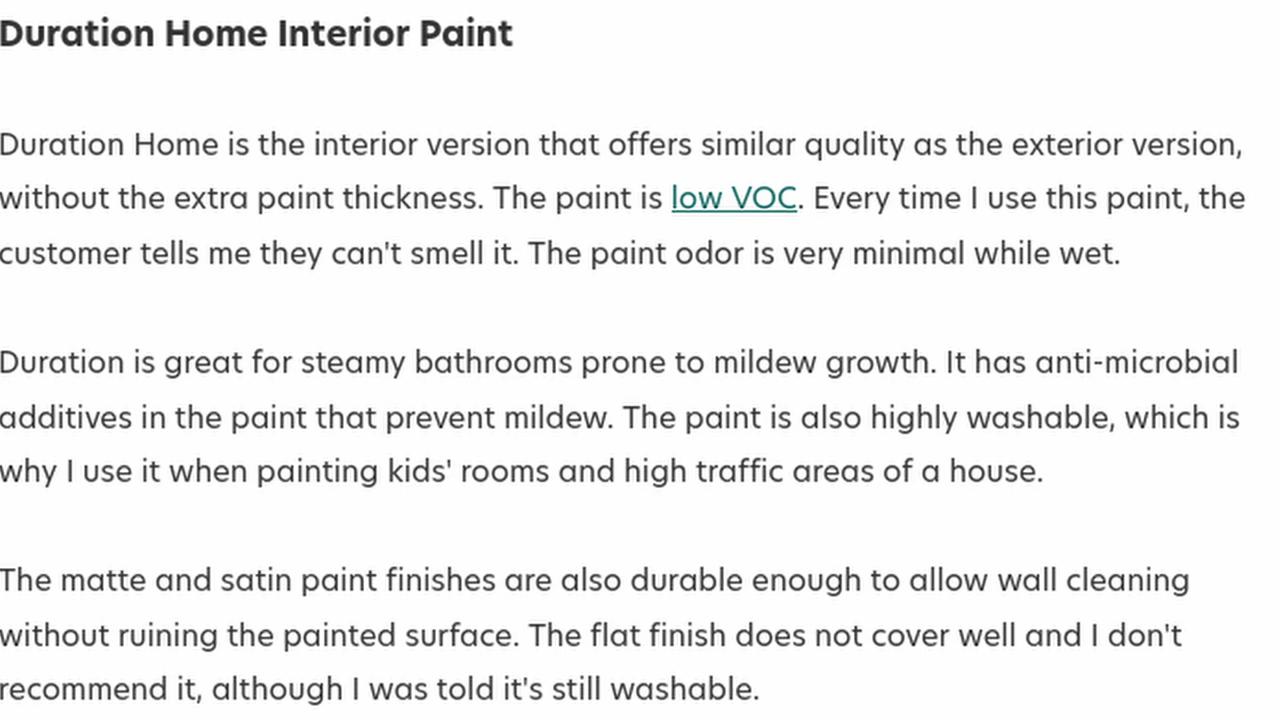 Duration Home Interior Paint
Duration Home is the interior version that offers similar quality as the exterior version,
without the extra paint thickness. The paint is low VOC. Every time I use this paint, the
customer tells me they can't smell it. The paint odor is very minimal while wet.
Duration is great for steamy bathrooms prone to mildew growth. It has anti-microbial
additives in the paint that prevent mildew. The paint is also highly washable, which is
why I use it when painting kids' rooms and high traffic areas of a house.
The matte and satin paint finishes are also durable enough to allow wall cleaning
without ruining the painted surface. The flat finish does not cover well and I don't
recommend it, although I was told it's still washable.